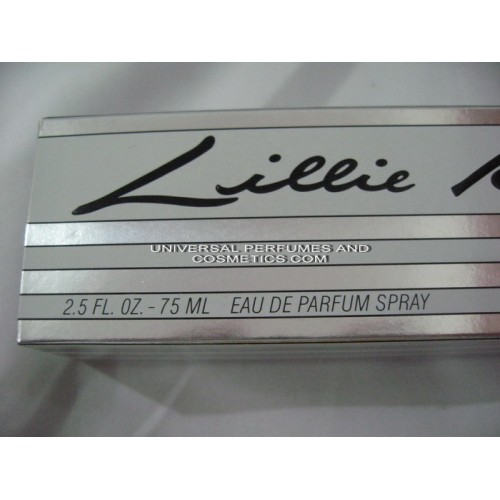 Lillie
UNIVERSAL PERFUMES AND
COSMETICS.COM
2.5 FL. OZ. - 75 ML EAU DE PARFUM SPRAY